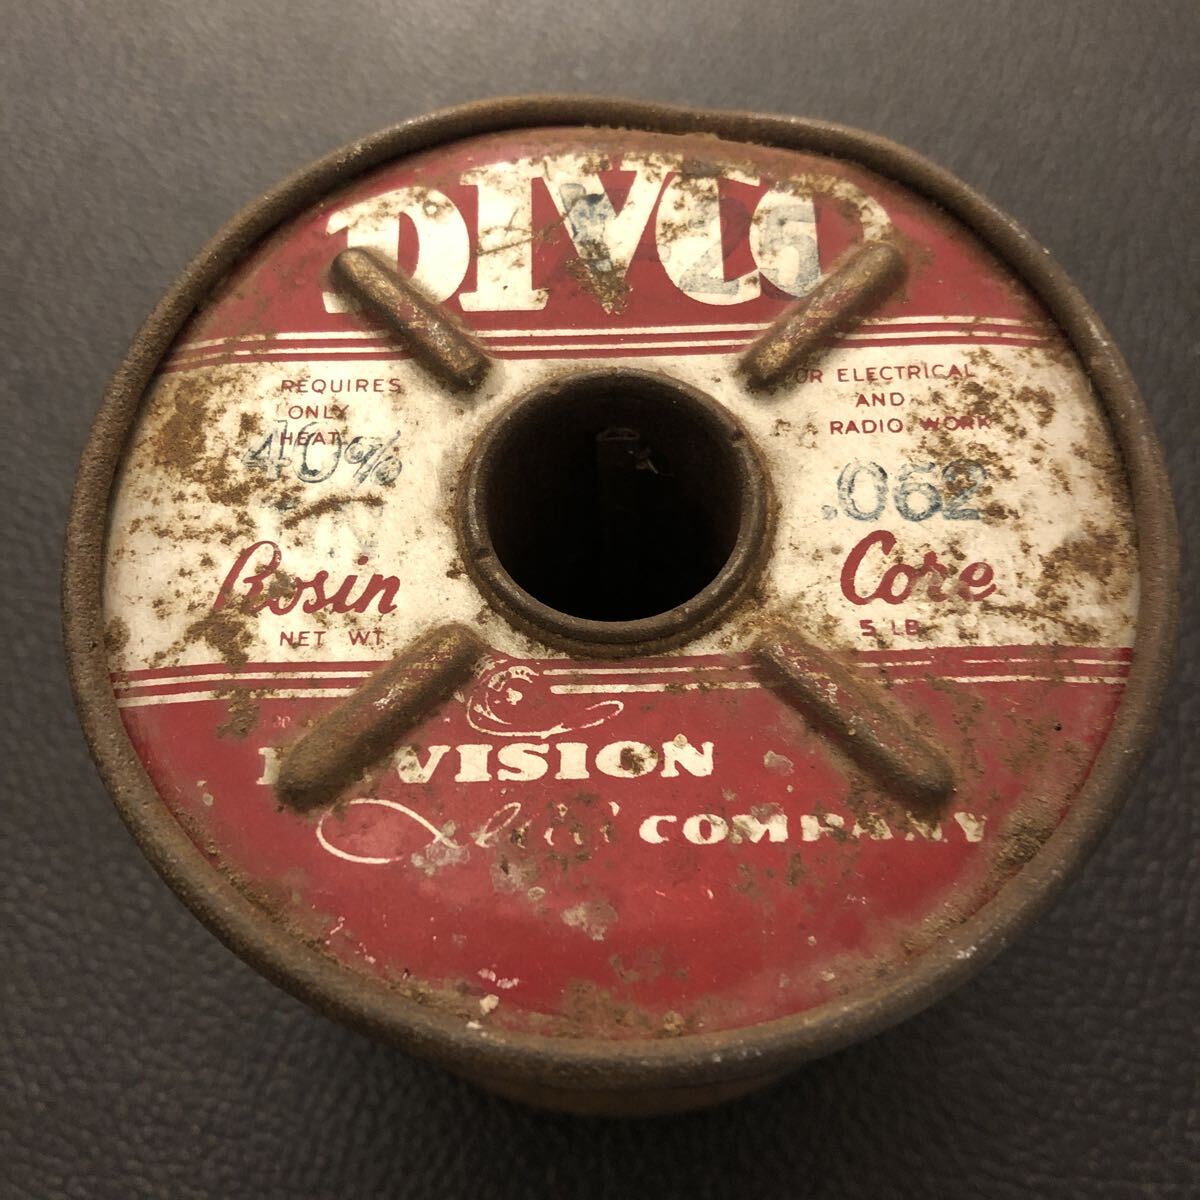 DIVCO
REQUIRES
ONLY
HEAT
40%
TIN
OR ELECTRICAL
AND
RADIO WORK
.062
Rosin Core
NET WT. 5 LB.
VISION
COMPANY